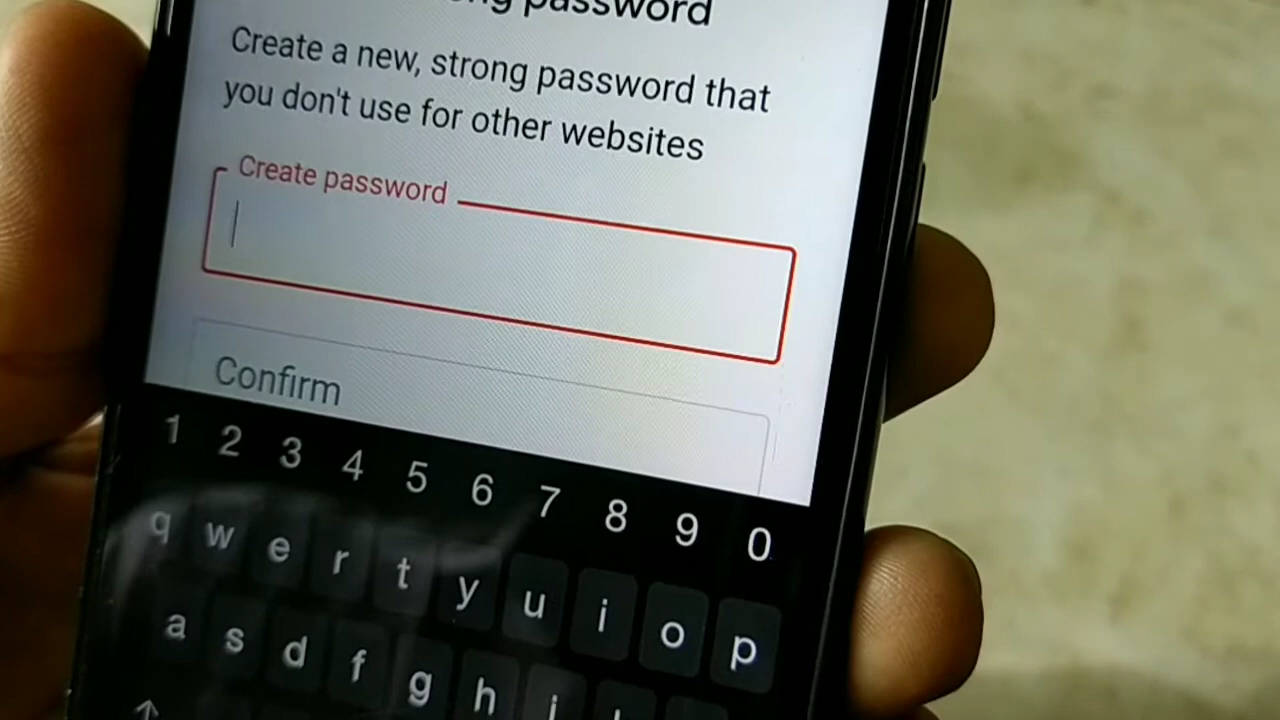 password
Create a new, strong password that
you don't use for other websites
Create password
Confirm
1 2 3 4 5 6 7 8 9 0
q w e r t y u i o p
a s d f g h j